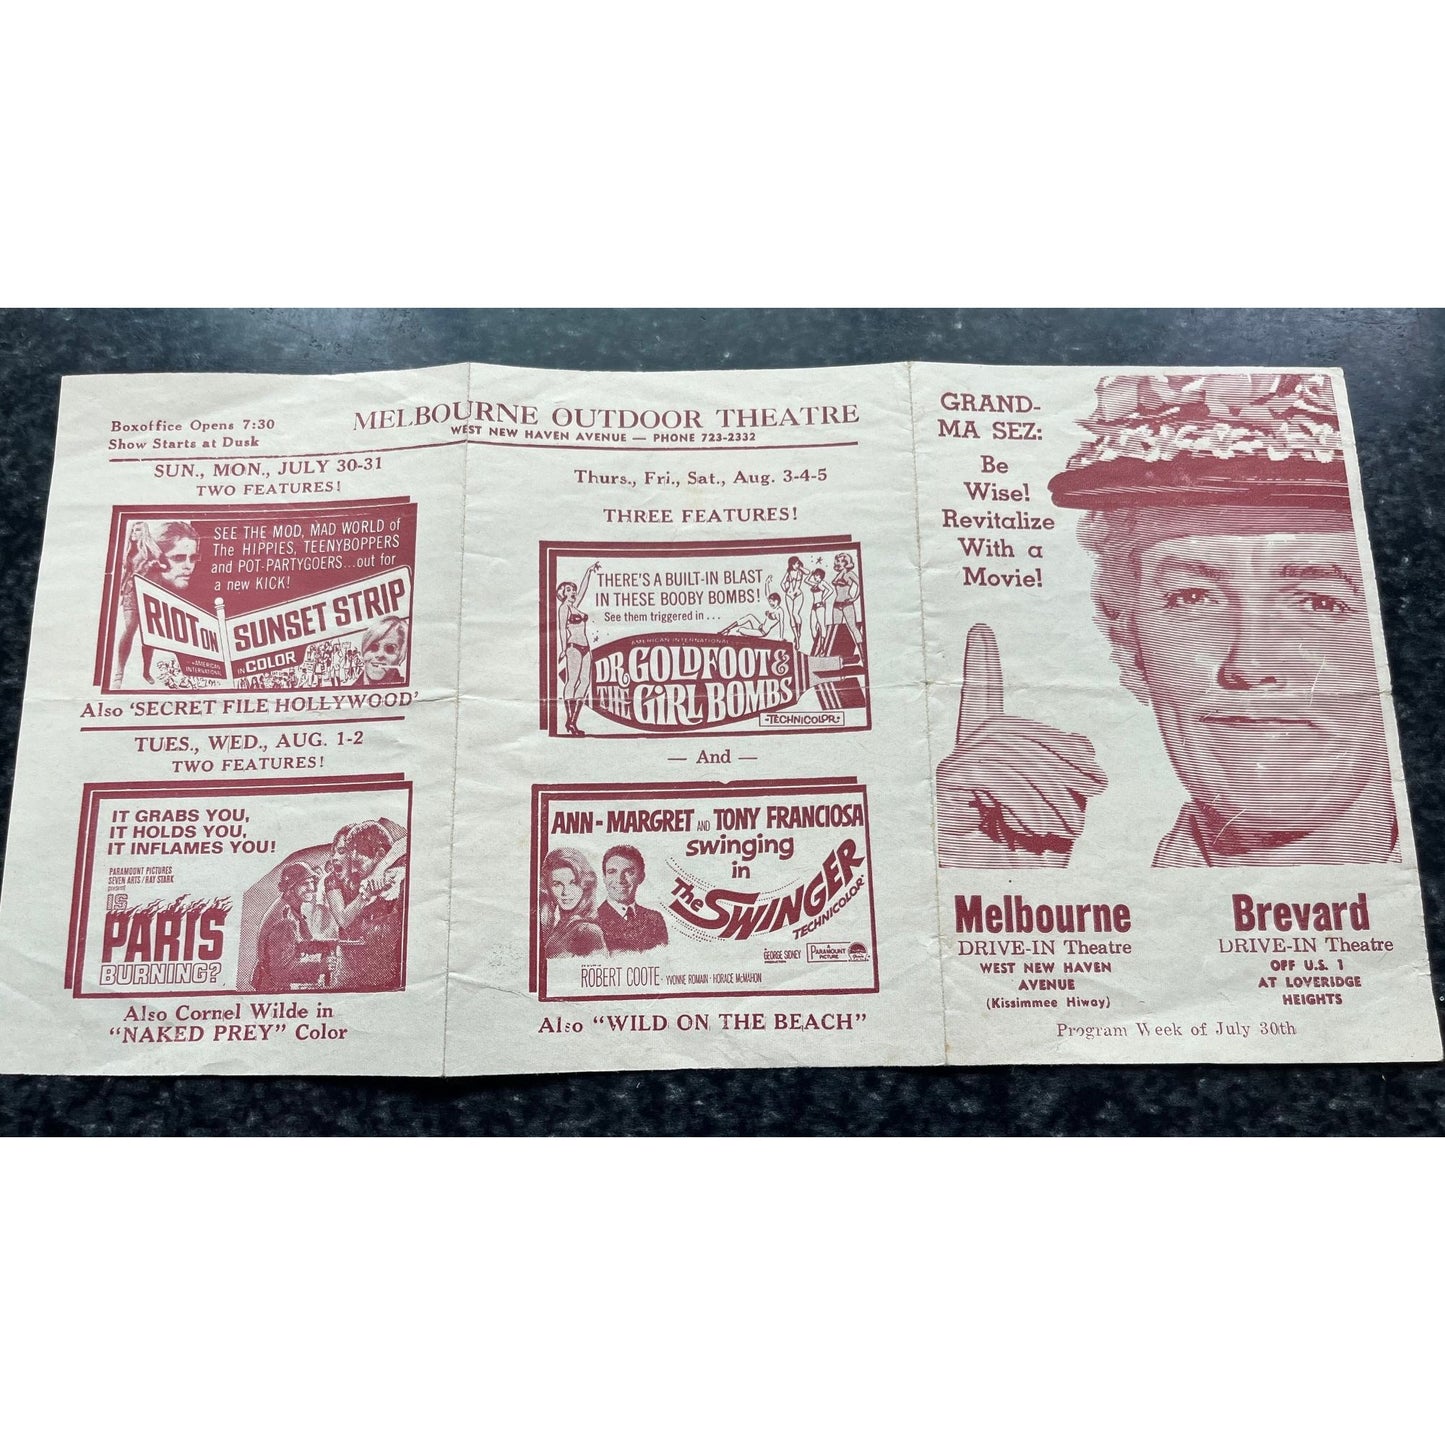 Boxoffice Opens 7:30
Show Starts at Dusk
MELBOURNE OUTDOOR THEATRE
WEST NEW HAVEN AVENUE — PHONE 723-2332
SUN., MON., JULY 30-31
TWO FEATURES!
SEE THE MOD, MAD WORLD of
The HIPPIES, TEENYBOPPERS
and POT-PARTYGOERS...out for
a new KICK!
RIOT ON
SUNSET STRIP
IN COLOR
AMERICAN
INTERNATIONAL
Also 'SECRET FILE HOLLYWOOD'
TUES., WED., AUG. 1-2
TWO FEATURES!
IT GRABS YOU,
IT HOLDS YOU,
IT INFLAMES YOU!
PARAMOUNT PICTURES
SEVEN ARTS / RAY STARK
present
IS
PARIS
BURNING?
Also Cornel Wilde in
"NAKED PREY" Color
Thurs., Fri., Sat., Aug. 3-4-5
THREE FEATURES!
THERE'S A BUILT-IN BLAST
IN THESE BOOBY BOMBS!
See them triggered in . . .
AMERICAN INTERNATIONAL
DR. GOLDFOOT &
THE GIRL BOMBS
TECHNICOLOR
— And —
ANN-MARGRET AND TONY FRANCIOSA
swinging
in
The SWINGER
TECHNICOLOR
ROBERT COOTE · YVONNE ROMAIN · HORACE McMAHON
GEORGE SIDNEY
PRODUCTION
A
PARAMOUNT
PICTURE
Also "WILD ON THE BEACH"
GRAND-
MA SEZ:
Be
Wise!
Revitalize
With a
Movie!
Melbourne
DRIVE-IN Theatre
WEST NEW HAVEN
AVENUE
(Kissimmee Hiway)
Brevard
DRIVE-IN Theatre
OFF U.S. 1
AT LOVERIDGE
HEIGHTS
Program Week of July 30th